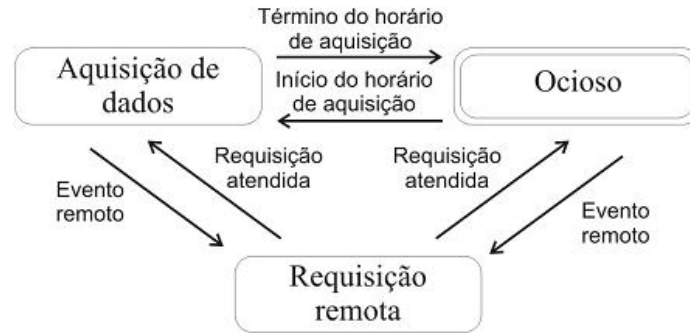 Término do horário
de aquisição
Aquisição de
dados
Início do horário
de aquisição
Ocioso
Evento
remoto
Requisição
atendida
Requisição
atendida
Evento
remoto
Requisição
remota